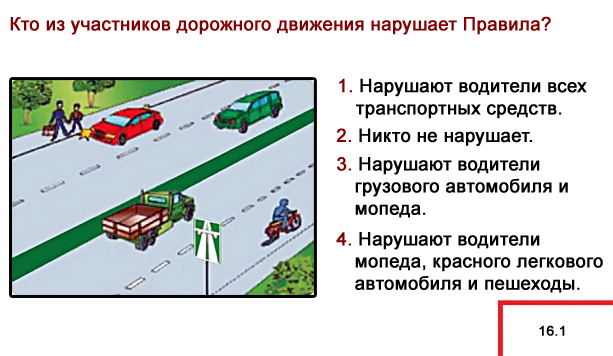 Кто из участников дорожного движения нарушает Правила?
1. Нарушают водители всех
транспортных средств.
2. Никто не нарушает.
3. Нарушают водители
грузового автомобиля и
мопеда.
4. Нарушают водители
мопеда, красного легкового
автомобиля и пешеходы.
16.1